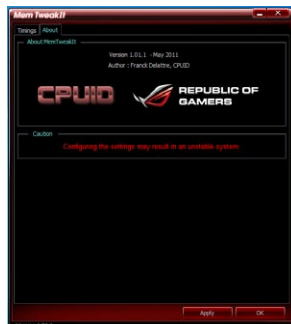 Mem TweakIt
Timings About
About MemTweakIt
Version 1.01.1 - May 2011
Author : Franck Delattre, CPUID
CPUID
REPUBLIC OF
GAMERS
Caution
Configuring the settings may result in an unstable system
Apply OK